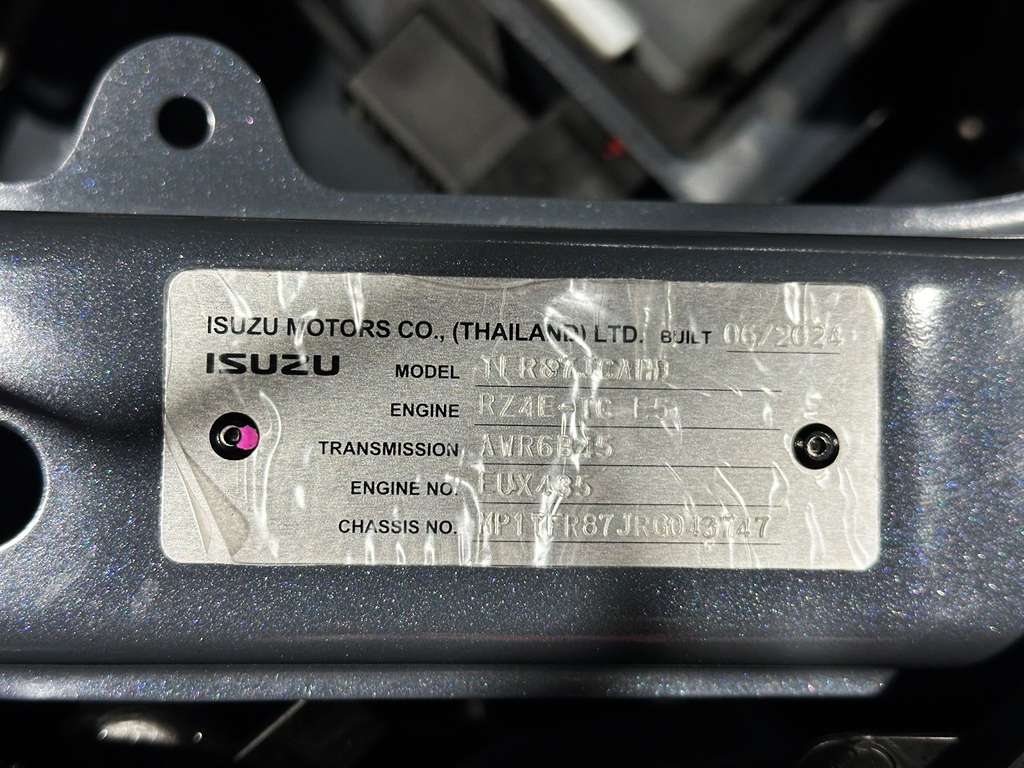 ISUZU MOTORS CO., (THAILAND) LTD. BUILT 06/2024
ISUZU
MODEL
ENGINE RZ4E-TC E5
TRANSMISSION AWR6B45
ENGINE NO.
CHASSIS NO. MP1TFR87JRG043747